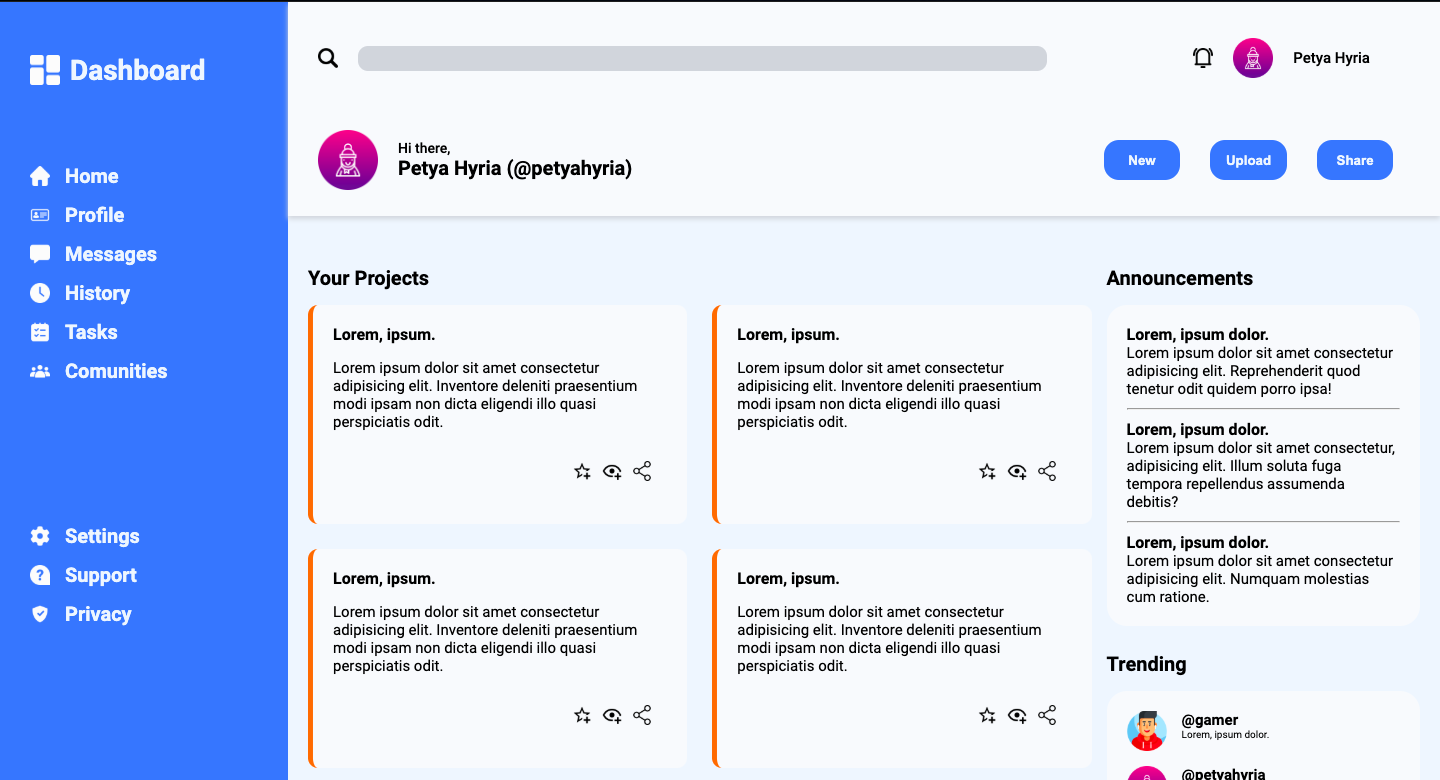 Dashboard
Home
Profile
Messages
History
Tasks
Comunities
Settings
Support
Privacy
Petya Hyria
Hi there,
Petya Hyria (@petyahyria)
New
Upload
Share
Your Projects
Lorem, ipsum.
Lorem ipsum dolor sit amet consectetur
adipisicing elit. Inventore deleniti praesentium
modi ipsam non dicta eligendi illo quasi
perspiciatis odit.
Lorem, ipsum.
Lorem ipsum dolor sit amet consectetur
adipisicing elit. Inventore deleniti praesentium
modi ipsam non dicta eligendi illo quasi
perspiciatis odit.
Lorem, ipsum.
Lorem ipsum dolor sit amet consectetur
adipisicing elit. Inventore deleniti praesentium
modi ipsam non dicta eligendi illo quasi
perspiciatis odit.
Lorem, ipsum.
Lorem ipsum dolor sit amet consectetur
adipisicing elit. Inventore deleniti praesentium
modi ipsam non dicta eligendi illo quasi
perspiciatis odit.
Announcements
Lorem, ipsum dolor.
Lorem ipsum dolor sit amet consectetur
adipisicing elit. Reprehenderit quod
tenetur odit quidem porro ipsa!
Lorem, ipsum dolor.
Lorem ipsum dolor sit amet consectetur,
adipisicing elit. Illum soluta fuga
tempora repellendus assumenda
debitis?
Lorem, ipsum dolor.
Lorem ipsum dolor sit amet consectetur
adipisicing elit. Numquam molestias
cum ratione.
Trending
@gamer
Lorem, ipsum dolor.
@petyahyria